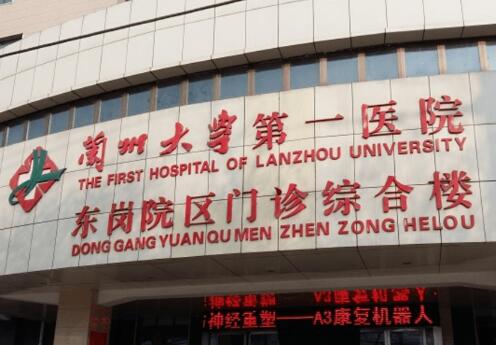 兰州大学第一医院
THE FIRST HOSPITAL OF LANZHOU UNIVERSITY
东岗院区门诊综合楼
DONG GANG YUAN QU MEN ZHEN ZONG HE LOU
神经重塑——A3康复机器人